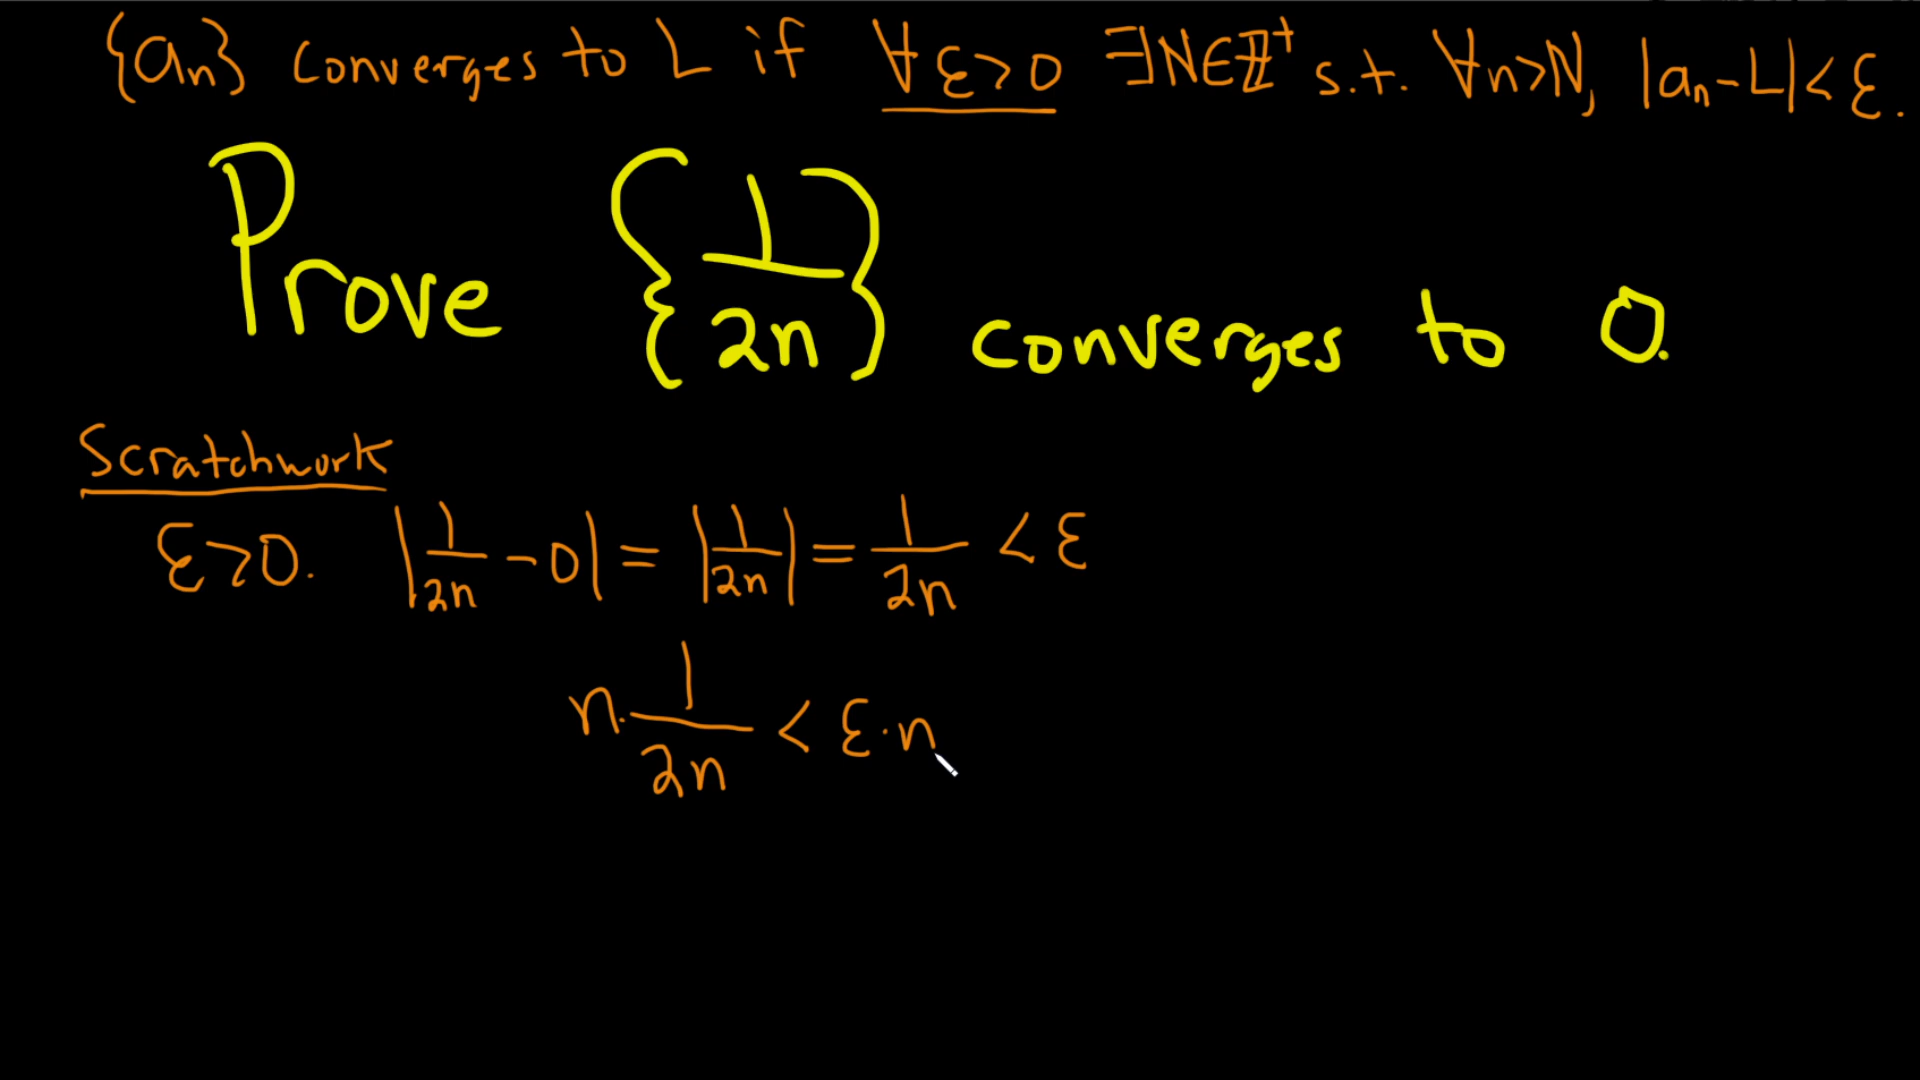 {aₙ} converges to L if ∀ε>0 ∃N∈ℤ⁺ s.t. ∀n>N, |aₙ-L|<ε.
Prove {1/2n} converges to 0.
Scratchwork
ε>0. |1/2n - 0| = |1/2n| = 1/2n < ε
n·1/2n < ε·n